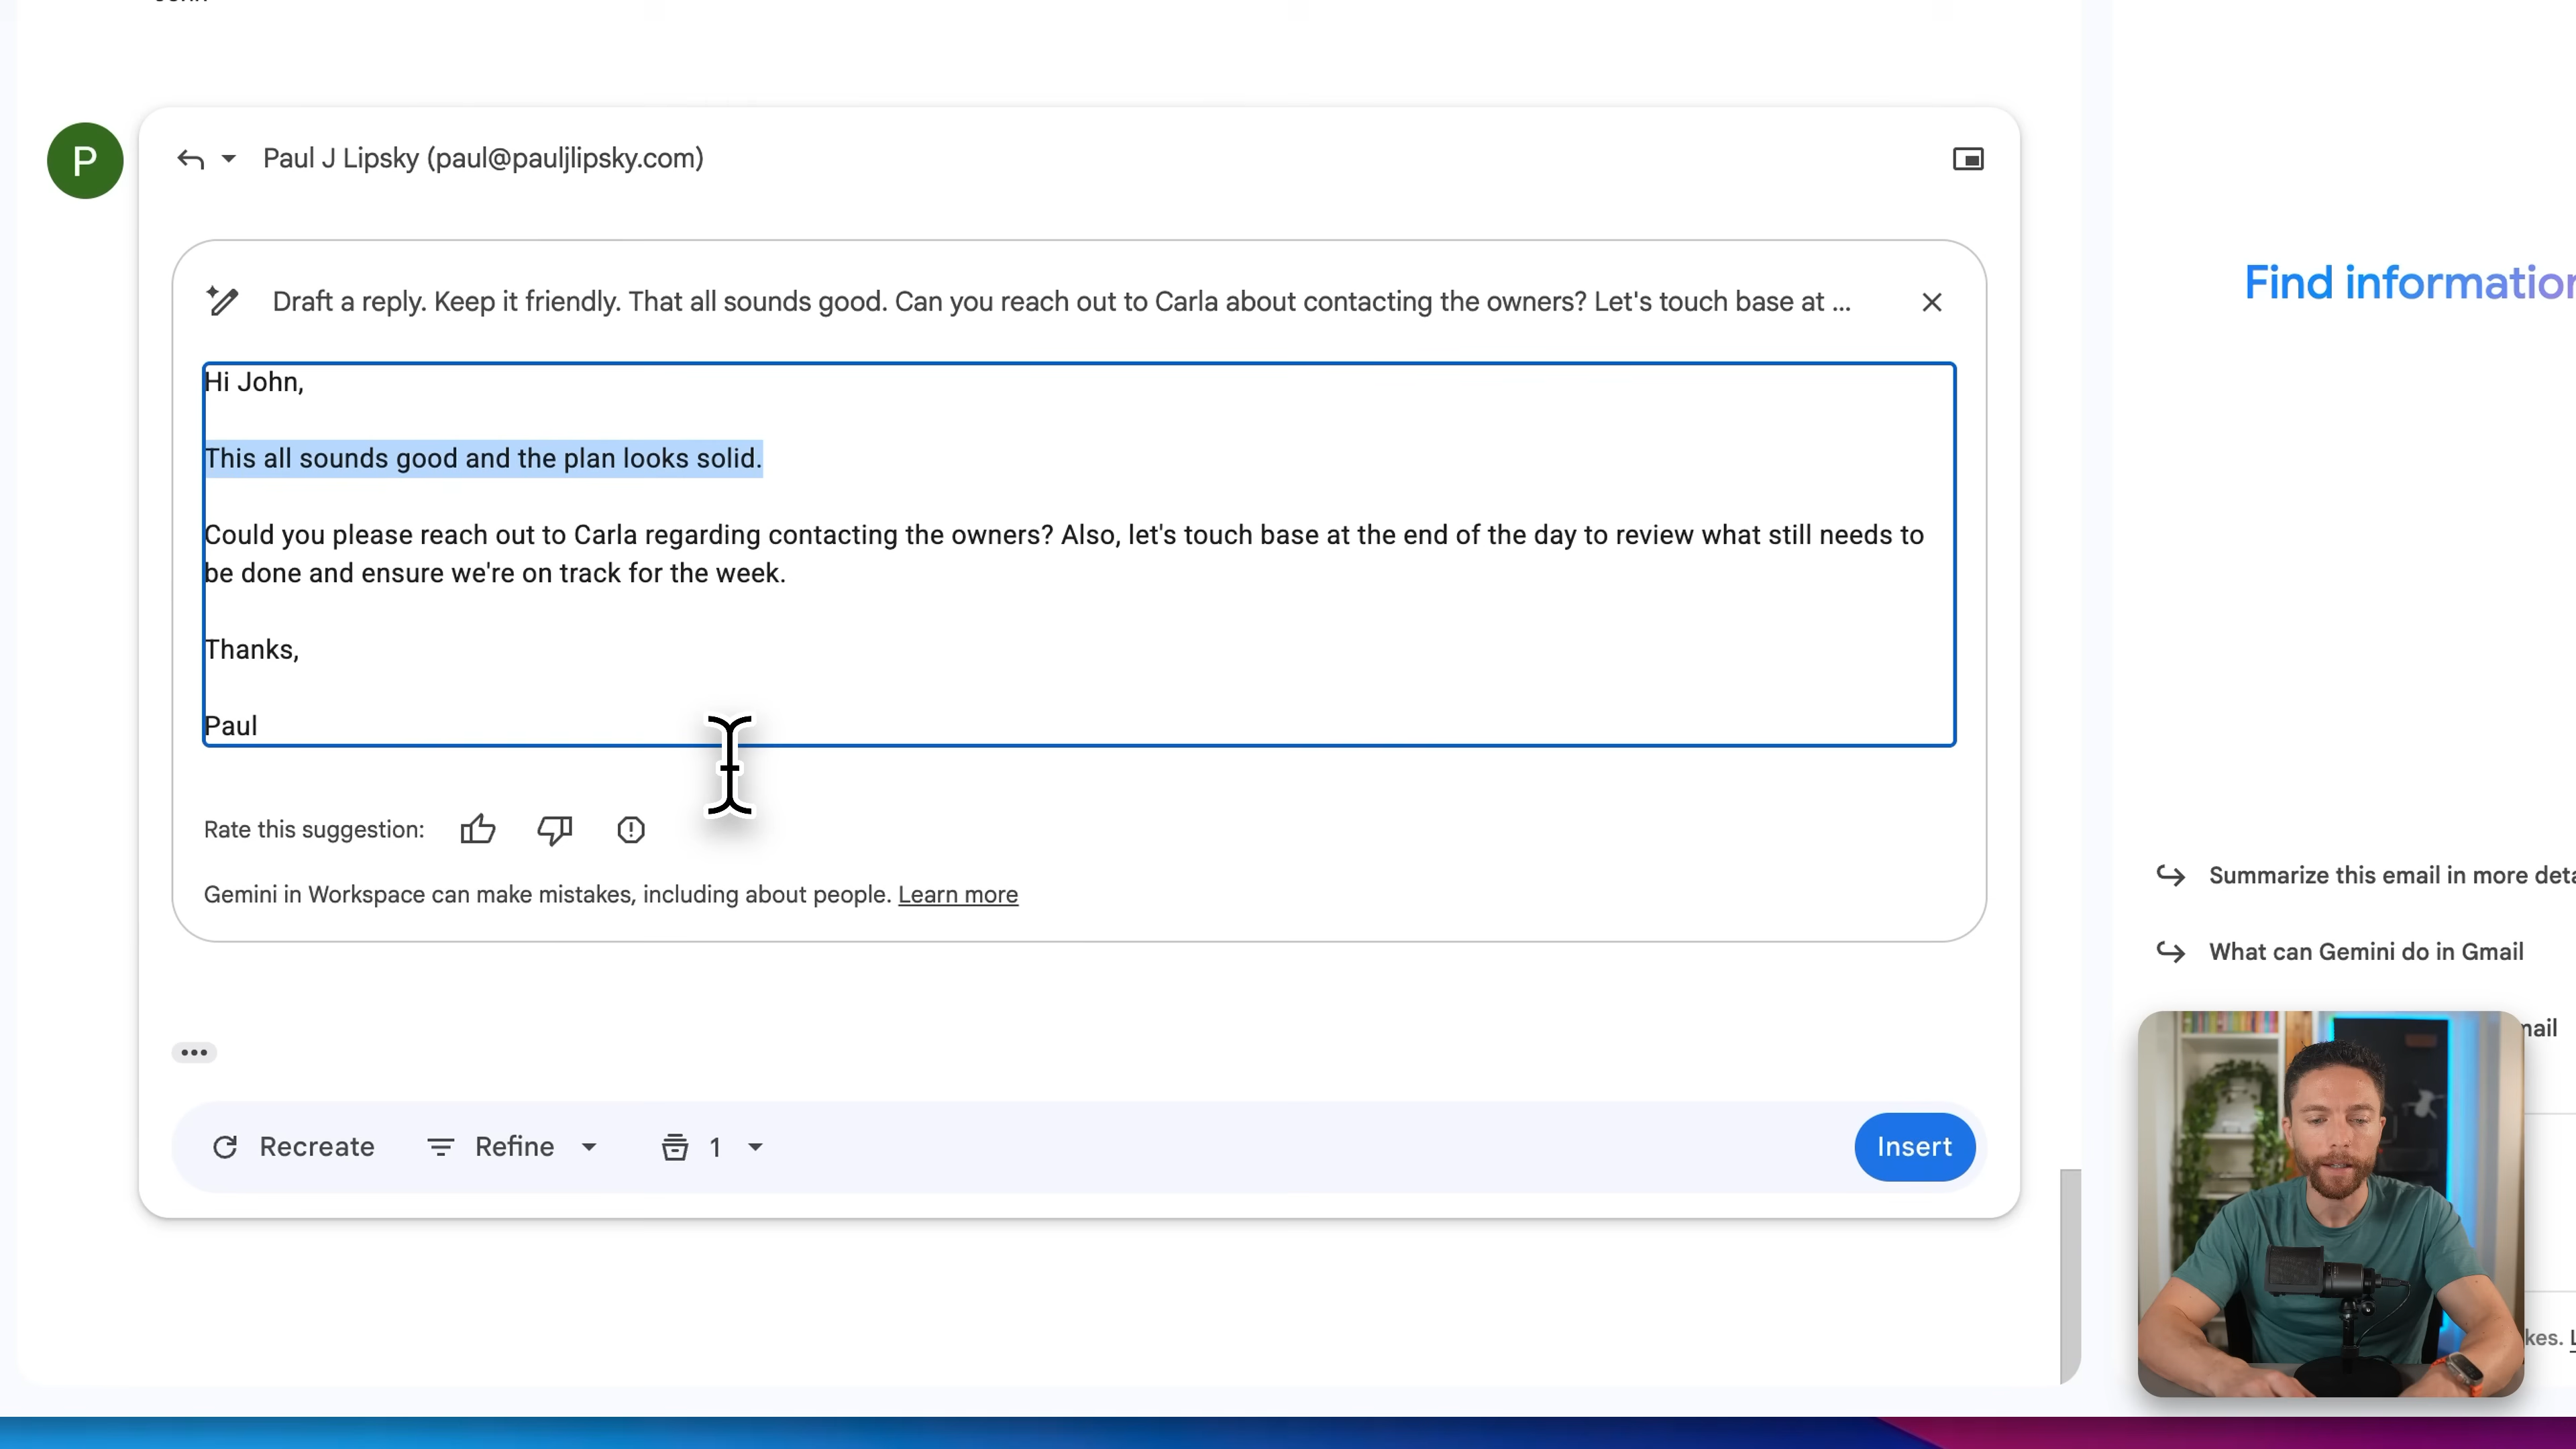 P
Paul J Lipsky (paul@pauljlipsky.com)
Draft a reply. Keep it friendly. That all sounds good. Can you reach out to Carla about contacting the owners? Let's touch base at ...
Find information
Hi John,
This all sounds good and the plan looks solid.
Could you please reach out to Carla regarding contacting the owners? Also, let's touch base at the end of the day to review what still needs to
be done and ensure we're on track for the week.
Thanks,
Paul
Rate this suggestion:
Gemini in Workspace can make mistakes, including about people. Learn more
Summarize this email in more deta
What can Gemini do in Gmail
mail
Recreate
Refine
1
Insert
kes. L